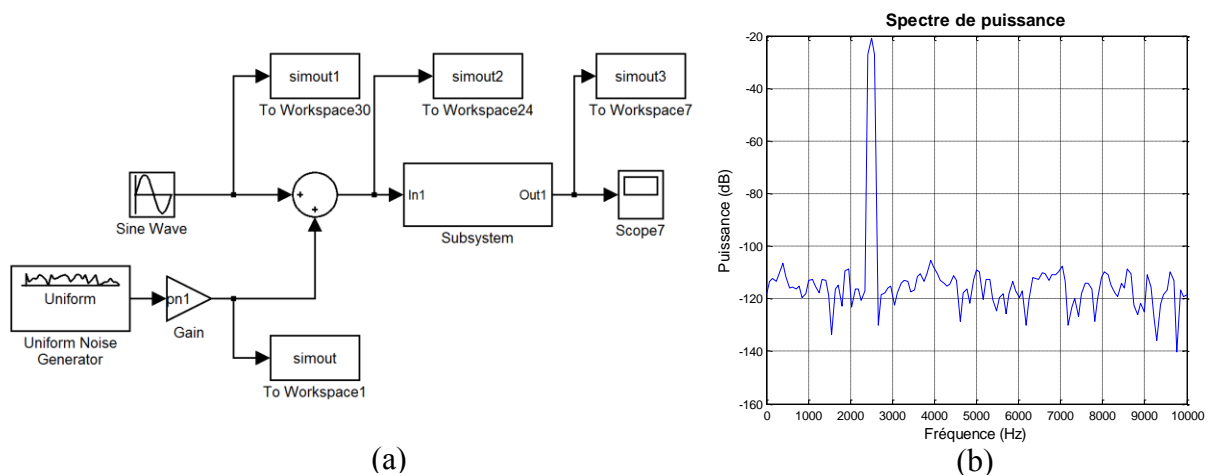 simout1
To Workspace30
simout2
To Workspace24
simout3
To Workspace7
Sine Wave
+
+
In1
Out1
Subsystem
Scope7
Uniform
Uniform Noise
Generator
pn1
Gain
simout
To Workspace1
(a)
Spectre de puissance
Puissance (dB)
-20
-40
-60
-80
-100
-120
-140
-160
0 1000 2000 3000 4000 5000 6000 7000 8000 9000 10000
Fréquence (Hz)
(b)